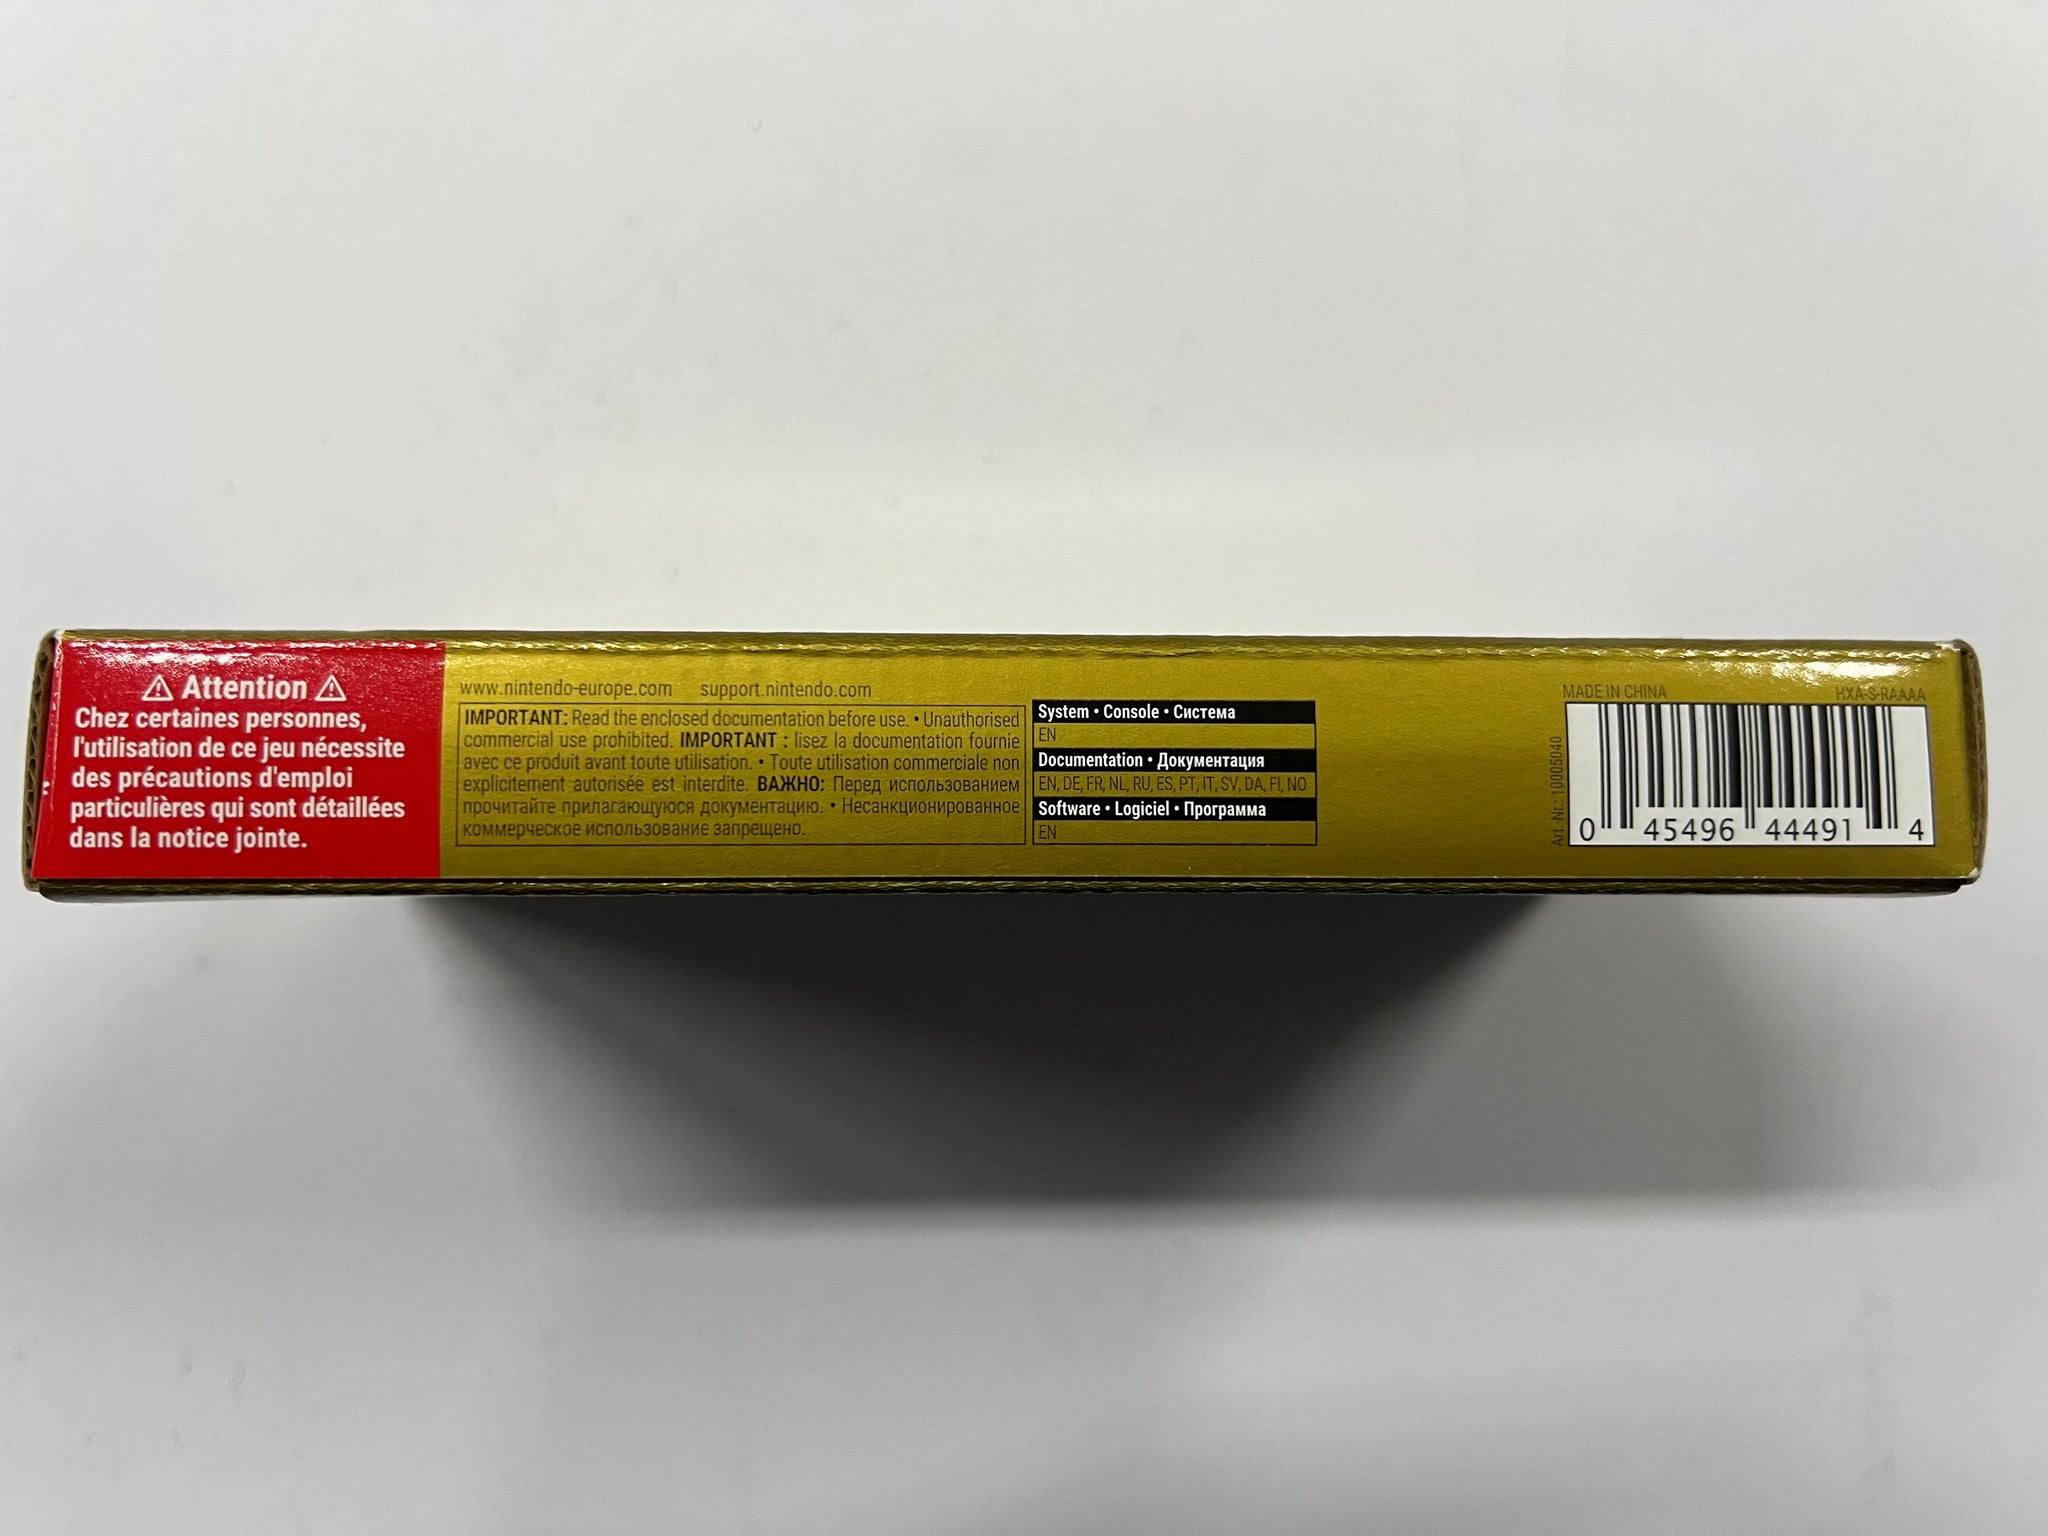 ⚠ Attention ⚠
Chez certaines personnes,
l'utilisation de ce jeu nécessite
des précautions d'emploi
particulières qui sont détaillées
dans la notice jointe.
www.nintendo-europe.com support.nintendo.com
IMPORTANT: Read the enclosed documentation before use. • Unauthorised
commercial use prohibited. IMPORTANT : lisez la documentation fournie
avec ce produit avant toute utilisation. • Toute utilisation commerciale non
explicitement autorisée est interdite. ВАЖНО: Перед использованием
прочитайте прилагающуюся документацию. • Несанкционированное
коммерческое использование запрещено.
System • Console • Система
EN
Documentation • Документация
EN, DE, FR, NL, RU, ES, PT, IT, SV, DA, FI, NO
Software • Logiciel • Программа
EN
MADE IN CHINA
HXA-S-RAAAA
Art.-Nr.: 10005040
0 45496 44491 4